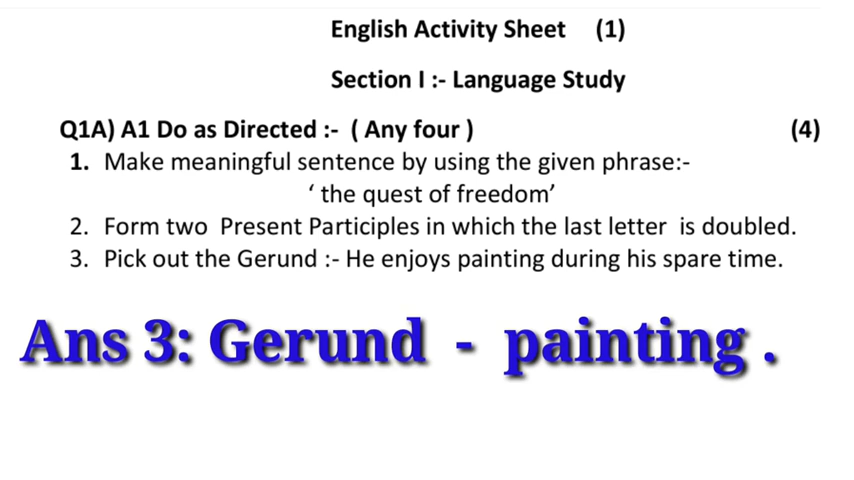 English Activity Sheet (1)
Section I :- Language Study
Q1A) A1 Do as Directed :- ( Any four ) (4)
1. Make meaningful sentence by using the given phrase:-
‘ the quest of freedom’
2. Form two Present Participles in which the last letter is doubled.
3. Pick out the Gerund :- He enjoys painting during his spare time.
Ans 3: Gerund - painting .